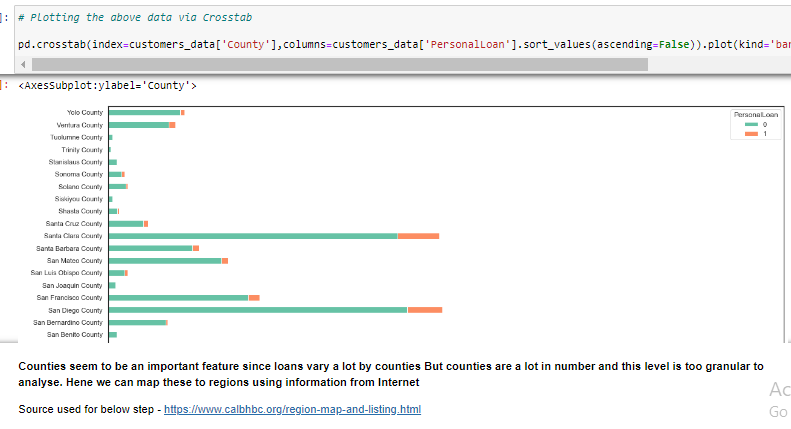 ]: # Plotting the above data via Crosstab
pd.crosstab(index=customers_data['County'],columns=customers_data['PersonalLoan'].sort_values(ascending=False)).plot(kind='bar
]: <AxesSubplot:ylabel='County'>
PersonalLoan
0
1
Yolo County
Ventura County
Tuolumne County
Trinity County
Stanislaus County
Sonoma County
Solano County
Siskiyou County
Shasta County
Santa Cruz County
Santa Clara County
Santa Barbara County
San Mateo County
San Luis Obispo County
San Joaquin County
San Francisco County
San Diego County
San Bernardino County
San Benito County
Counties seem to be an important feature since loans vary a lot by counties But counties are a lot in number and this level is too granular to
analyse. Hene we can map these to regions using information from Internet
Source used for below step - https://www.calbhbc.org/region-map-and-listing.html
Ac
Go